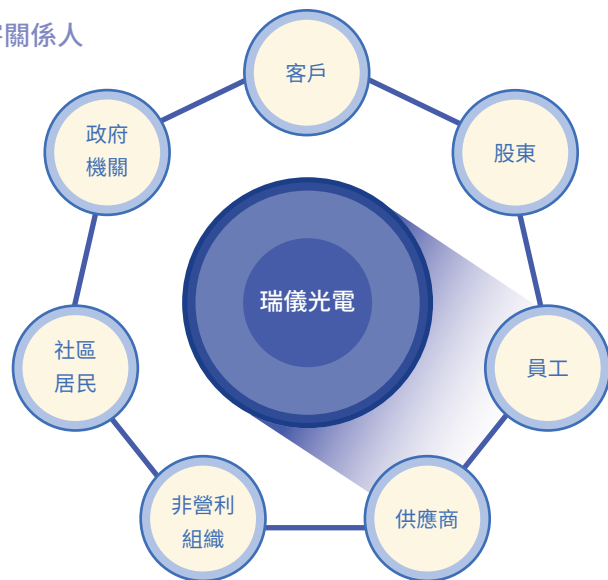 關係人
客戶
政府
機關
股東
瑞儀光電
社區
居民
員工
非營利
組織
供應商